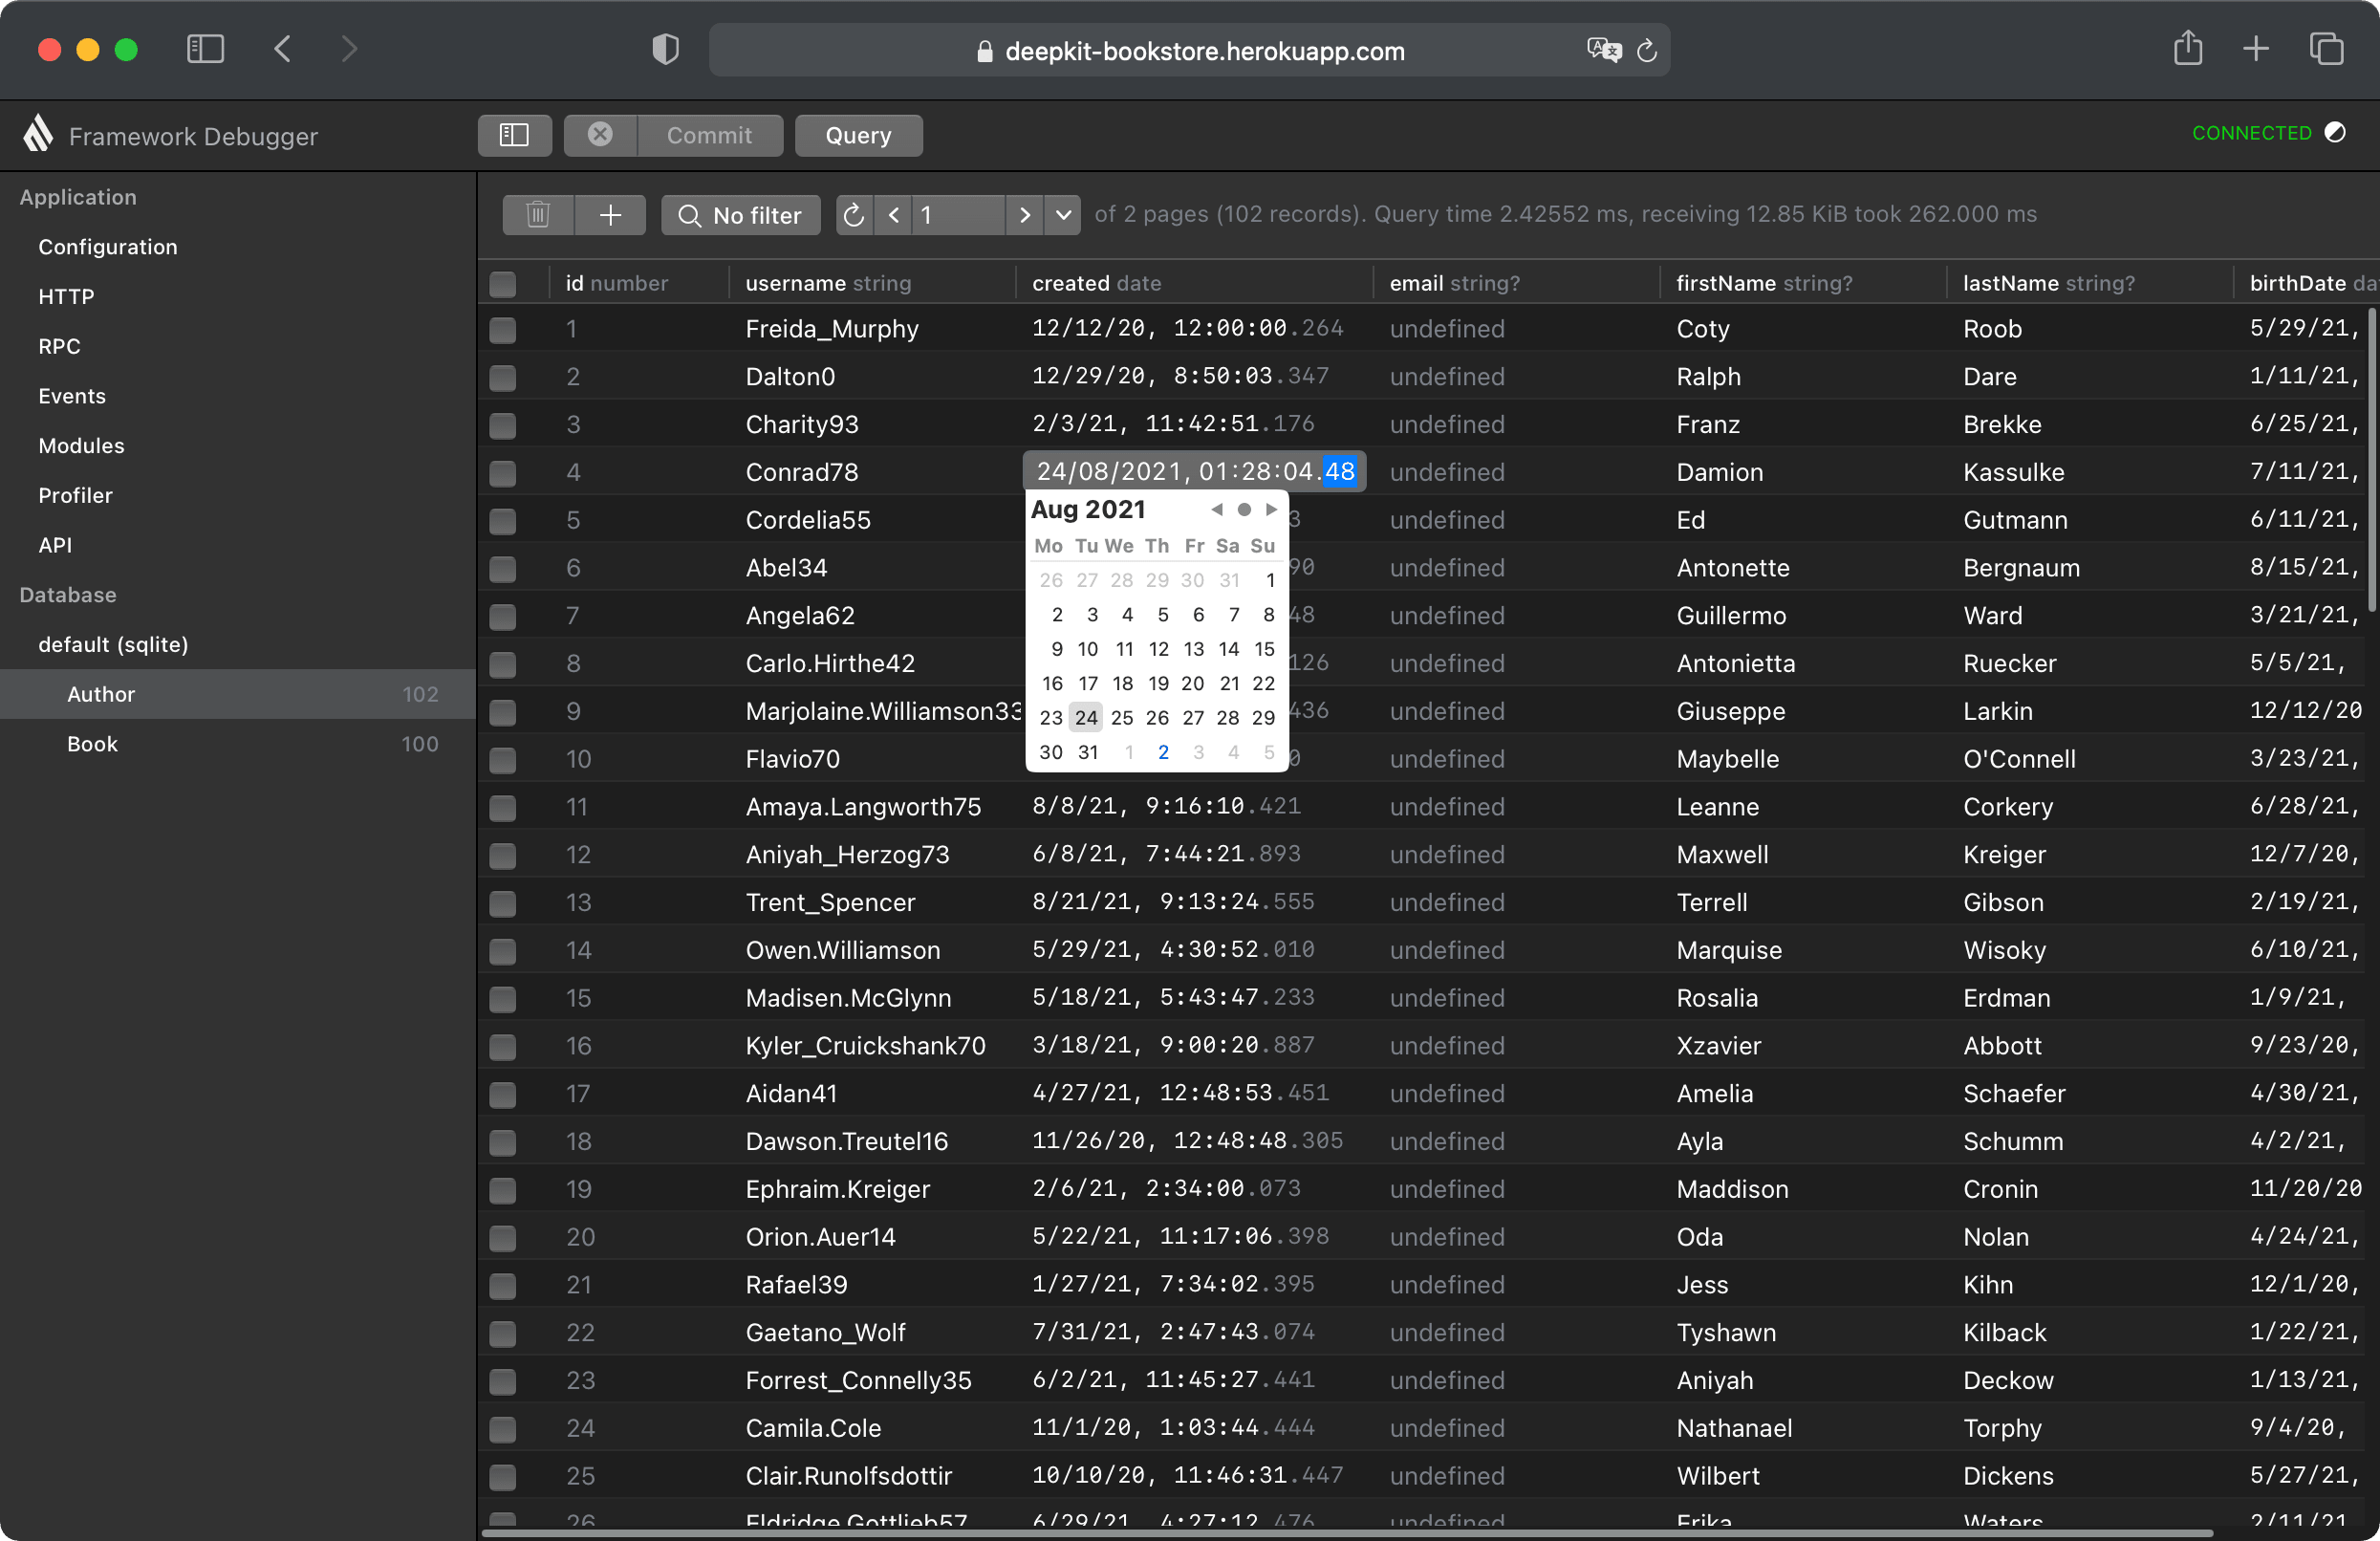 deepkit-bookstore.herokuapp.com
Framework Debugger
Commit
Query
CONNECTED
Application
Configuration
HTTP
RPC
Events
Modules
Profiler
API
Database
default (sqlite)
Author 102
Book 100
No filter
1
of 2 pages (102 records). Query time 2.42552 ms, receiving 12.85 KiB took 262.000 ms
id number username string created date email string? firstName string? lastName string? birthDate
1 Freida_Murphy 12/12/20, 12:00:00.264 undefined Coty Roob 5/29/21,
2 Dalton0 12/29/20, 8:50:03.347 undefined Ralph Dare 1/11/21,
3 Charity93 2/3/21, 11:42:51.176 undefined Franz Brekke 6/25/21,
4 Conrad78 24/08/2021, 01:28:04.48 undefined Damion Kassulke 7/11/21,
5 Cordelia55 3 undefined Ed Gutmann 6/11/21,
6 Abel34 90 undefined Antonette Bergnaum 8/15/21,
7 Angela62 48 undefined Guillermo Ward 3/21/21,
8 Carlo.Hirthe42 126 undefined Antonietta Ruecker 5/5/21,
9 Marjolaine.Williamson33 436 undefined Giuseppe Larkin 12/12/20
10 Flavio70 0 undefined Maybelle O'Connell 3/23/21,
Aug 2021
Mo Tu We Th Fr Sa Su
26 27 28 29 30 31 1
2 3 4 5 6 7 8
9 10 11 12 13 14 15
16 17 18 19 20 21 22
23 24 25 26 27 28 29
30 31 1 2 3 4 5
11 Amaya.Langworth75 8/8/21, 9:16:10.421 undefined Leanne Corkery 6/28/21,
12 Aniyah_Herzog73 6/8/21, 7:44:21.893 undefined Maxwell Kreiger 12/7/20,
13 Trent_Spencer 8/21/21, 9:13:24.555 undefined Terrell Gibson 2/19/21,
14 Owen.Williamson 5/29/21, 4:30:52.010 undefined Marquise Wisoky 6/10/21,
15 Madisen.McGlynn 5/18/21, 5:43:47.233 undefined Rosalia Erdman 1/9/21,
16 Kyler_Cruickshank70 3/18/21, 9:00:20.887 undefined Xzavier Abbott 9/23/20,
17 Aidan41 4/27/21, 12:48:53.451 undefined Amelia Schaefer 4/30/21,
18 Dawson.Treutel16 11/26/20, 12:48:48.305 undefined Ayla Schumm 4/2/21,
19 Ephraim.Kreiger 2/6/21, 2:34:00.073 undefined Maddison Cronin 11/20/20
20 Orion.Auer14 5/22/21, 11:17:06.398 undefined Oda Nolan 4/24/21,
21 Rafael39 1/27/21, 7:34:02.395 undefined Jess Kihn 12/1/20,
22 Gaetano_Wolf 7/31/21, 2:47:43.074 undefined Tyshawn Kilback 1/22/21,
23 Forrest_Connelly35 6/2/21, 11:45:27.441 undefined Aniyah Deckow 1/13/21,
24 Camila.Cole 11/1/20, 1:03:44.444 undefined Nathanael Torphy 9/4/20,
25 Clair.Runolfsdottir 10/10/20, 11:46:31.447 undefined Wilbert Dickens 5/27/21,
26 Eldridge.Gottlieb57 6/29/21, 4:27:12.476 undefined Erika Waters 2/11/21,